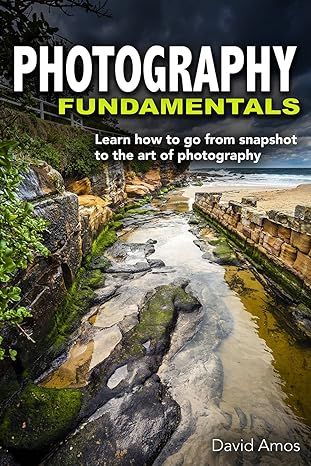 PHOTOGRAPHY
FUNDAMENTALS
Learn how to go from snapshot
to the art of photography
David Amos